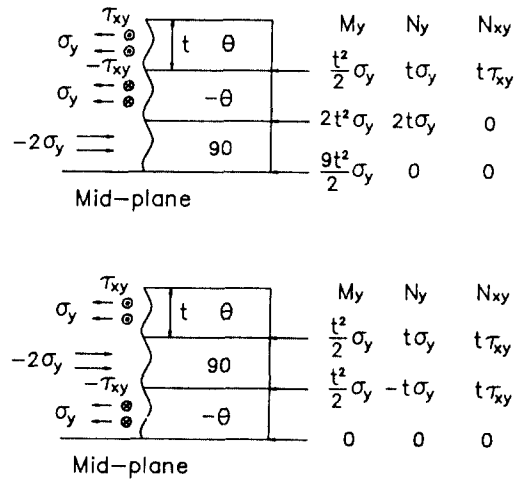 τxy My Ny Nxy
σy t θ t²/2 σy tσy tτxy
-τxy
σy -θ 2t²σy 2tσy 0
-2σy 90 9t²/2 σy 0 0
Mid-plane
τxy My Ny Nxy
σy t θ t²/2 σy tσy tτxy
-2σy 90 t²/2 σy -tσy tτxy
-τxy
σy -θ 0 0 0
Mid-plane